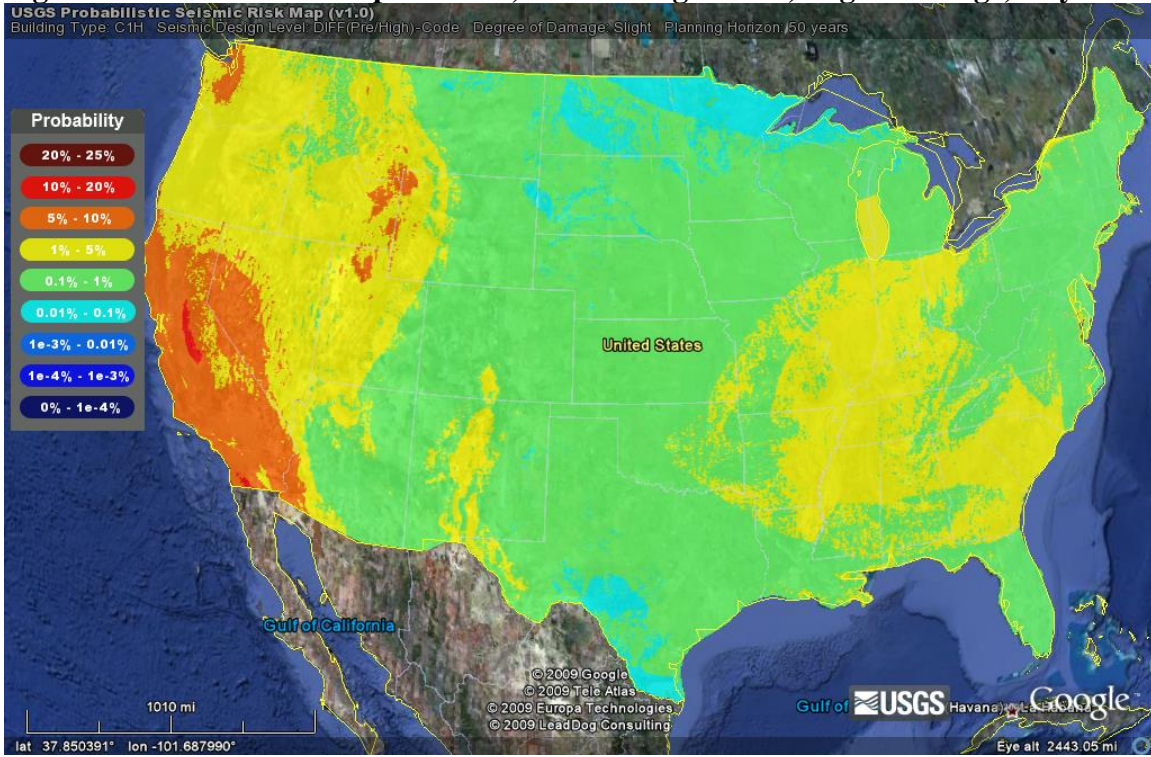 USGS Probabilistic Seismic Risk Map (v1.0)
Building Type: C1H Seismic Design Level: DIFF(Pre/High)-Code Degree of Damage: Slight Planning Horizon: 50 years
Probability
20% - 25%
10% - 20%
5% - 10%
1% - 5%
0.1% - 1%
0.01% - 0.1%
1e-3% - 0.01%
1e-4% - 1e-3%
0% - 1e-4%
United States
Gulf of California
© 2009 Google
© 2009 Tele Atlas
© 2009 Europa Technologies
© 2009 LeadDog Consulting
Gulf of
USGS
Havana
Google
1010 mi
lat 37.850391° lon -101.687990°
Eye alt 2443.05 mi